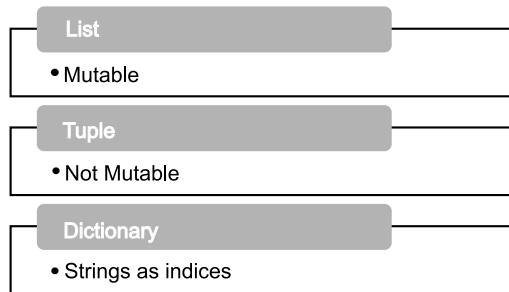 List
• Mutable
Tuple
• Not Mutable
Dictionary
• Strings as indices